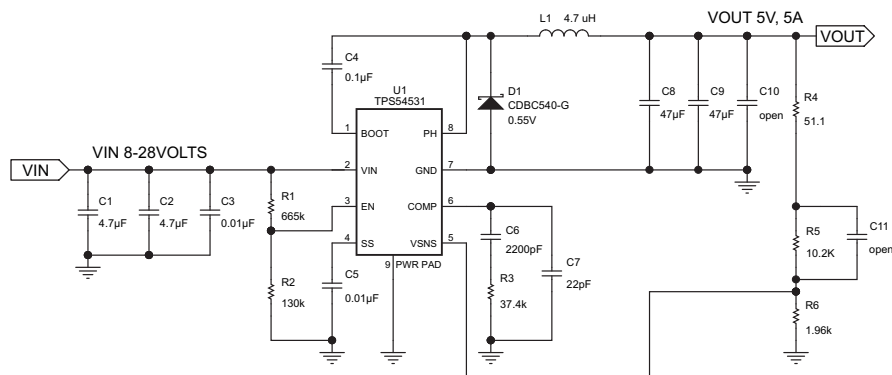 L1 4.7 uH
VOUT 5V, 5A
VOUT
C4
0.1µF
U1
TPS54531
D1
CDBC540-G
0.55V
C8
47µF
C9
47µF
C10
open
R4
51.1
1 BOOT PH 8
VIN 8-28VOLTS
VIN
2 VIN GND 7
C1
4.7µF
C2
4.7µF
C3
0.01µF
R1
665k
3 EN COMP 6
4 SS VSNS 5
9 PWR PAD
C6
2200pF
C7
22pF
R5
10.2K
C11
open
R2
130k
C5
0.01µF
R3
37.4k
R6
1.96k